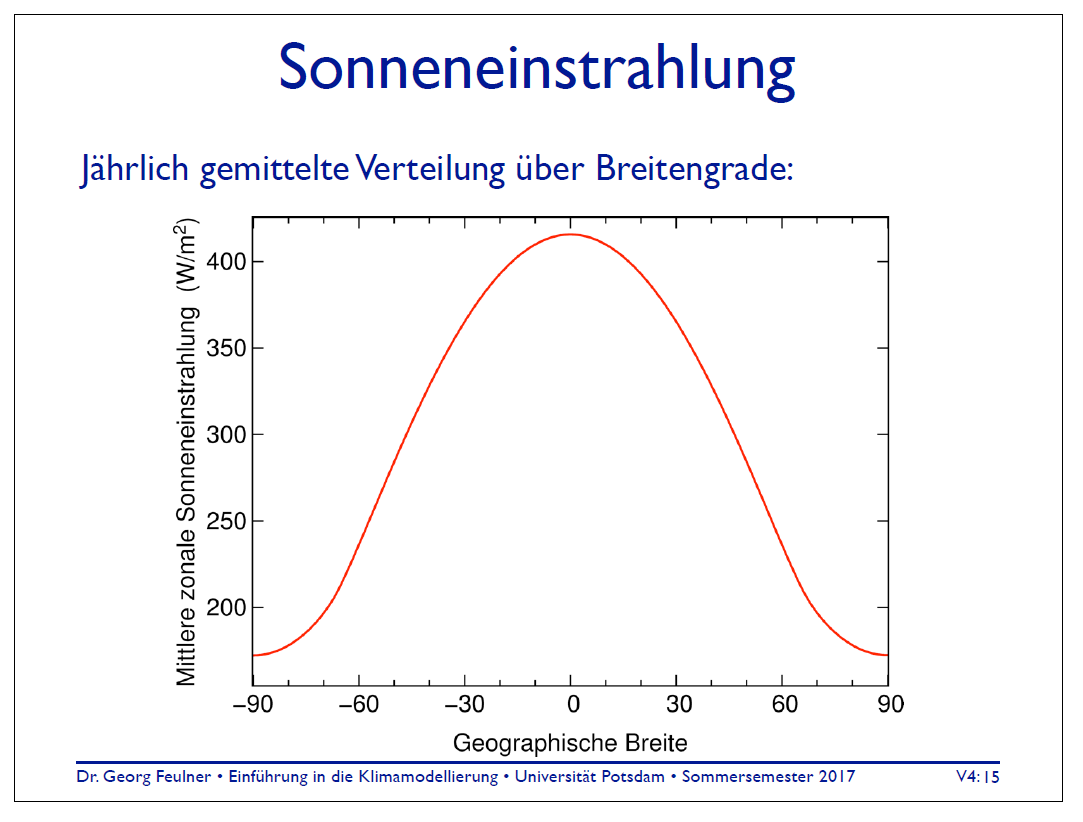 Sonneneinstrahlung
Jährlich gemittelte Verteilung über Breitengrade:
Mittlere zonale Sonneneinstrahlung (W/m²)
400
350
300
250
200
−90 −60 −30 0 30 60 90
Geographische Breite
Dr. Georg Feulner • Einführung in die Klimamodellierung • Universität Potsdam • Sommersemester 2017 V4:15